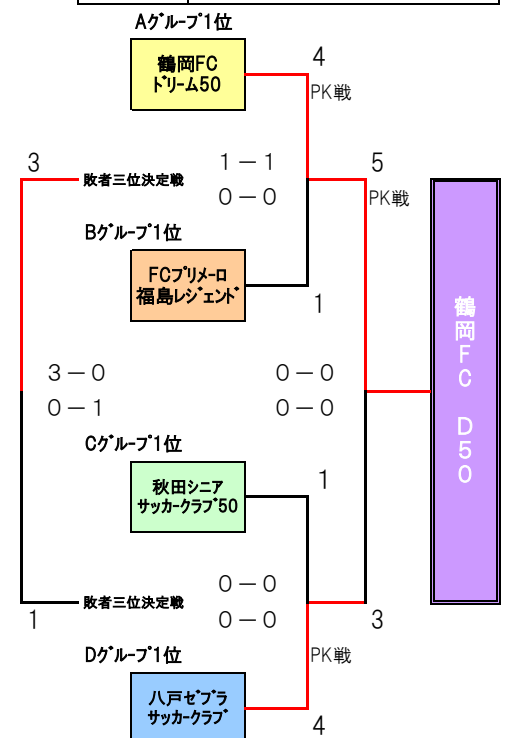 Aグループ1位
鶴岡FC
ドリーム50
4
PK戦
3
敗者三位決定戦
1－1
0－0
5
PK戦
Bグループ1位
FCプリメーロ
福島レジェンド
1
3－0
0－1
0－0
0－0
鶴岡FC D50
Cグループ1位
秋田シニア
サッカークラブ50
1
敗者三位決定戦
1
0－0
0－0
3
Dグループ1位
PK戦
八戸ゼブラ
サッカークラブ
4